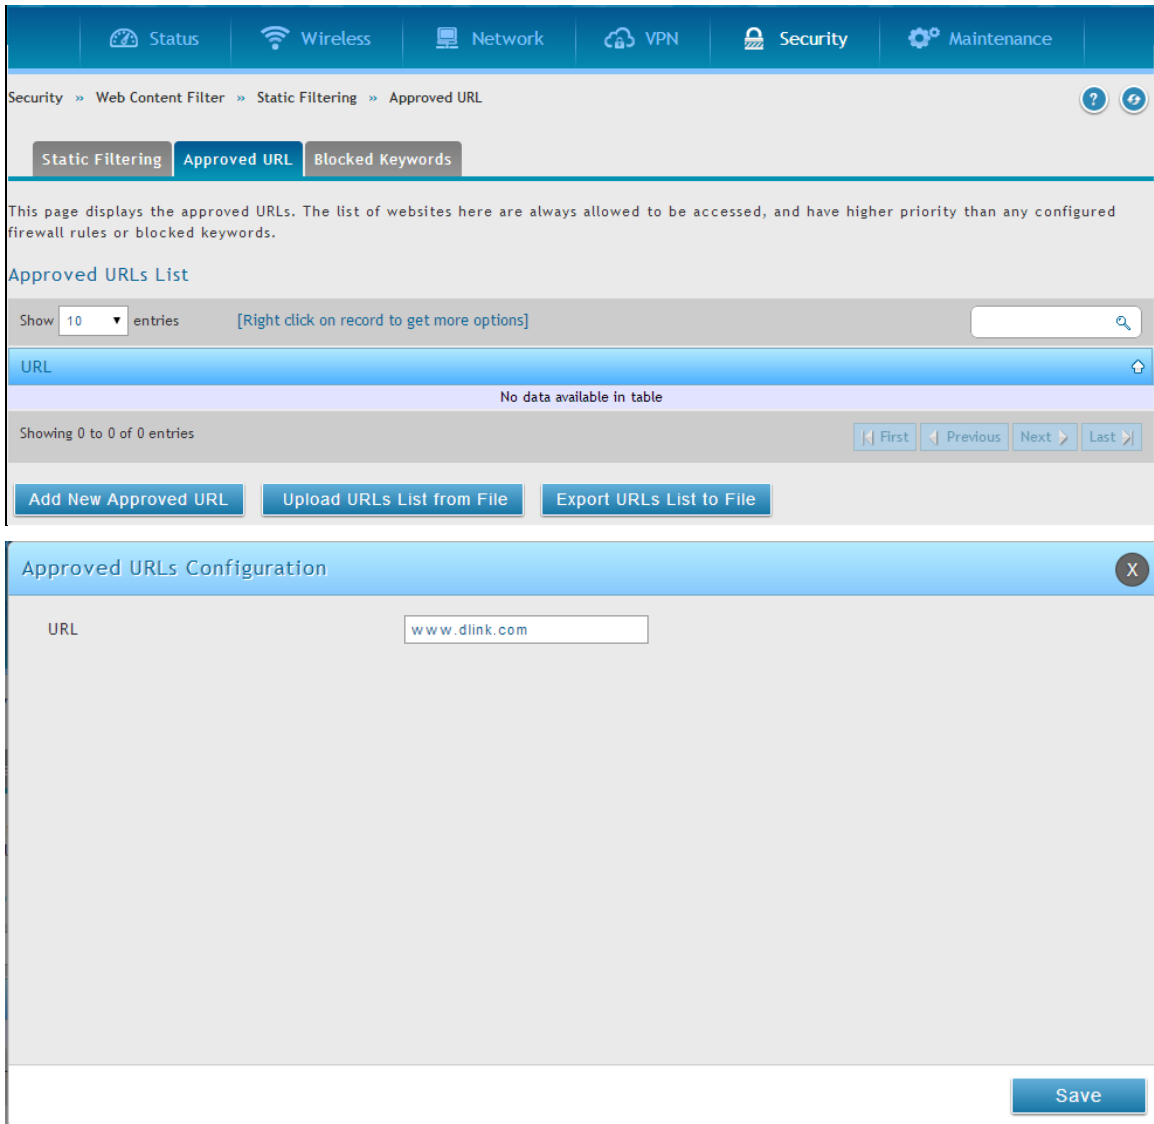 Status Wireless Network VPN Security Maintenance
Security » Web Content Filter » Static Filtering » Approved URL
Static Filtering Approved URL Blocked Keywords
This page displays the approved URLs. The list of websites here are always allowed to be accessed, and have higher priority than any configured
firewall rules or blocked keywords.
Approved URLs List
Show 10 entries [Right click on record to get more options]
URL
No data available in table
Showing 0 to 0 of 0 entries First Previous Next Last
Add New Approved URL Upload URLs List from File Export URLs List to File
Approved URLs Configuration X
URL www.dlink.com
Save